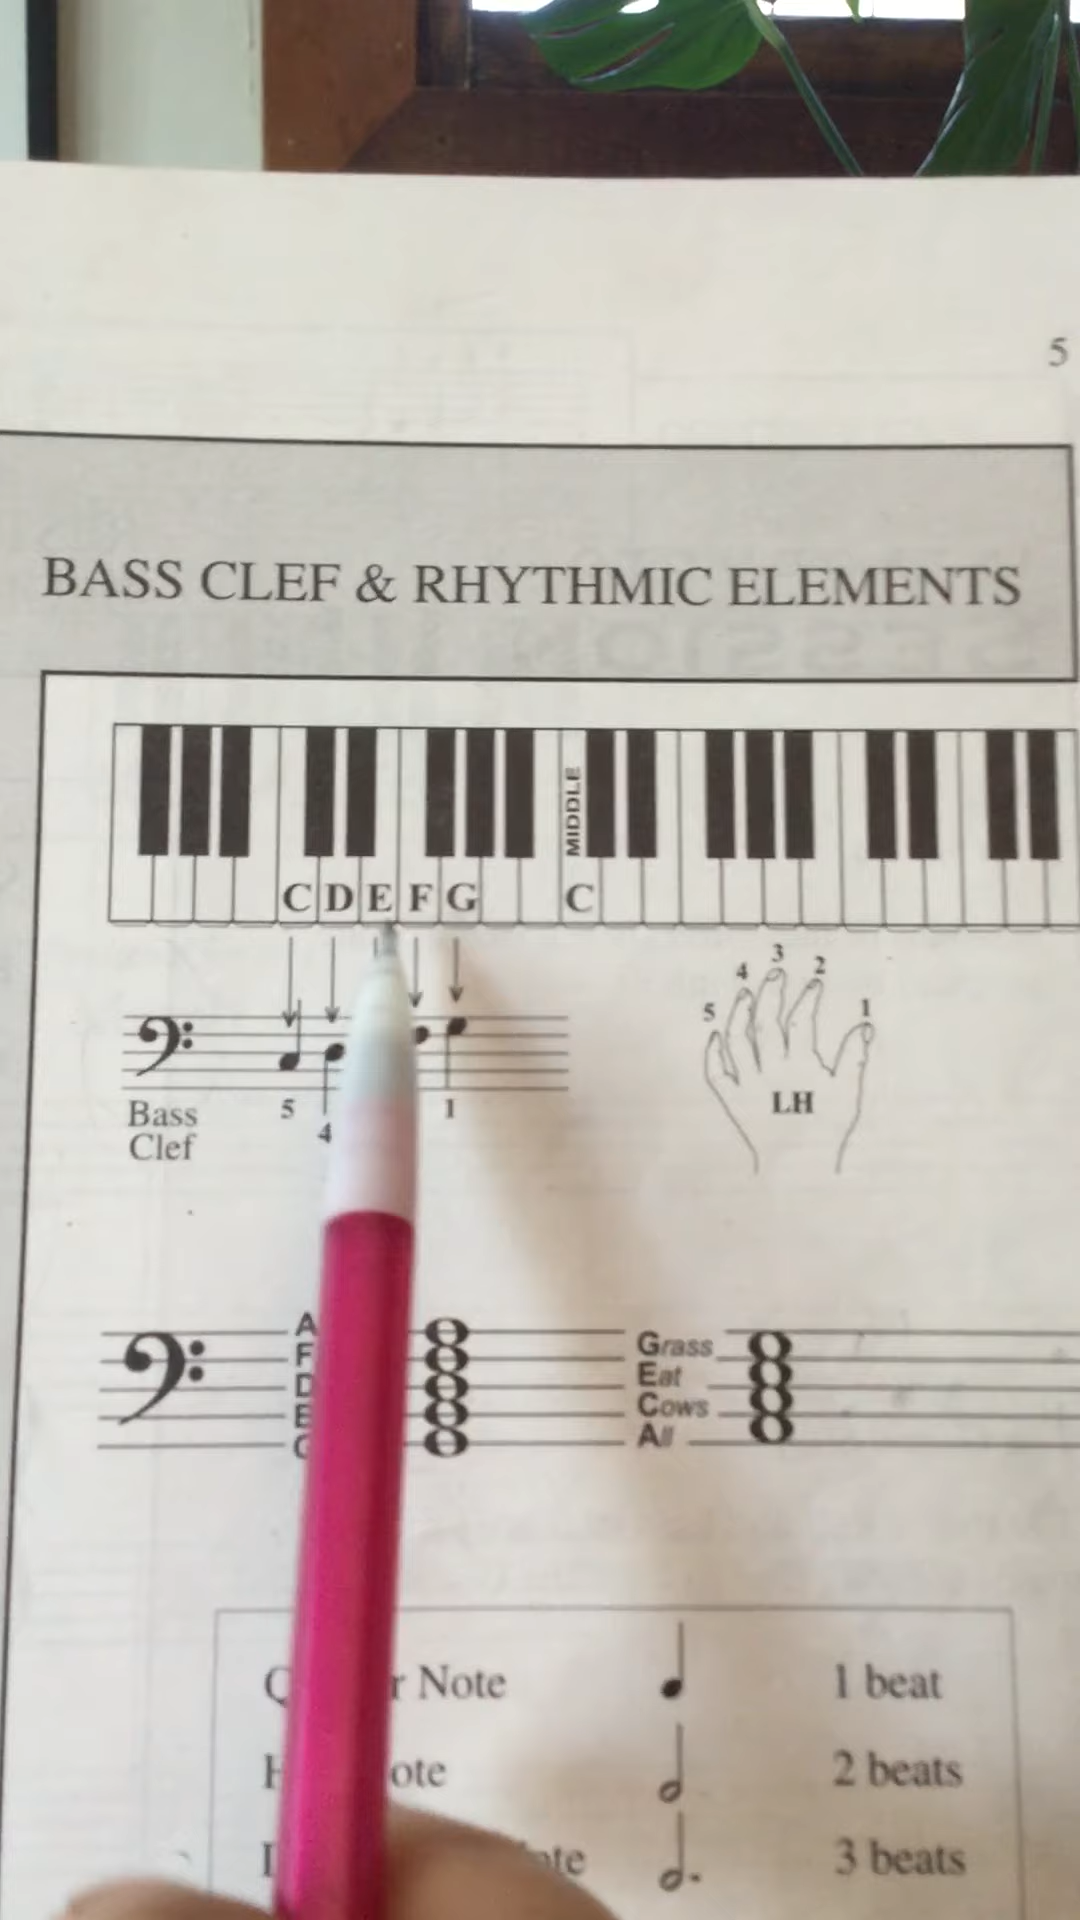 5
BASS CLEF & RHYTHMIC ELEMENTS
MIDDLE
C D E F G C
3
4 2
5 1
LH
Bass
Clef
5 1
4
A
F
Grass
Eat
Cows
All
Note 1 beat
2 beats
3 beats